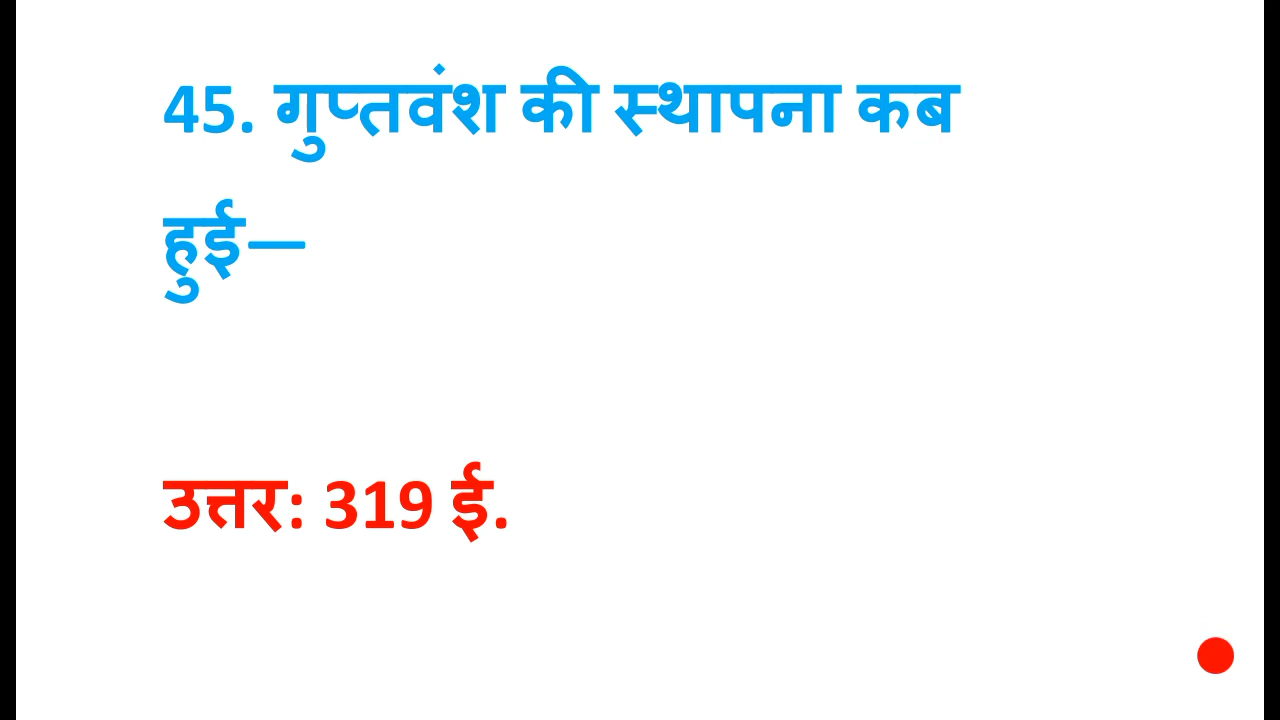 45. गुप्तवंश की स्थापना कब
हुई—
उत्तर: 319 ई.